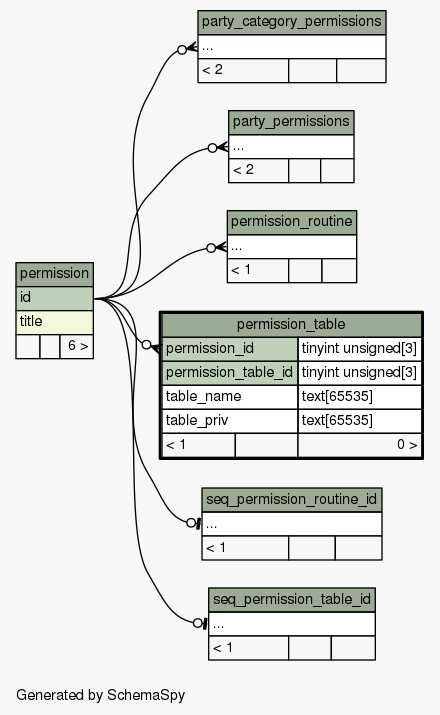 party_category_permissions
...
< 2
party_permissions
...
< 2
permission_routine
...
< 1
permission
id
title
6 >
permission_table
permission_id tinyint unsigned[3]
permission_table_id tinyint unsigned[3]
table_name text[65535]
table_priv text[65535]
< 1 0 >
seq_permission_routine_id
...
< 1
seq_permission_table_id
...
< 1
Generated by SchemaSpy